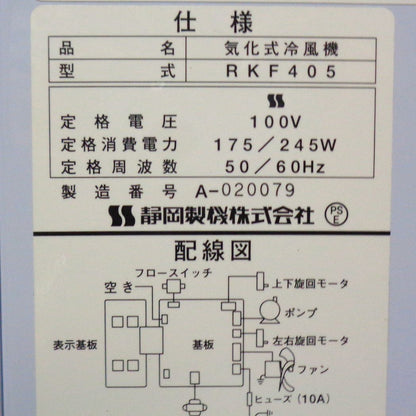 仕様
品名 気化式冷風機
型式 RKF405
定格電圧 100V
定格消費電力 175／245W
定格周波数 50／60Hz
製造番号 A-020079
静岡製機株式会社 PSE
配線図
フロースイッチ
空き
上下旋回モータ
ポンプ
表示基板
基板
左右旋回モータ
ファン
ヒューズ（10A）